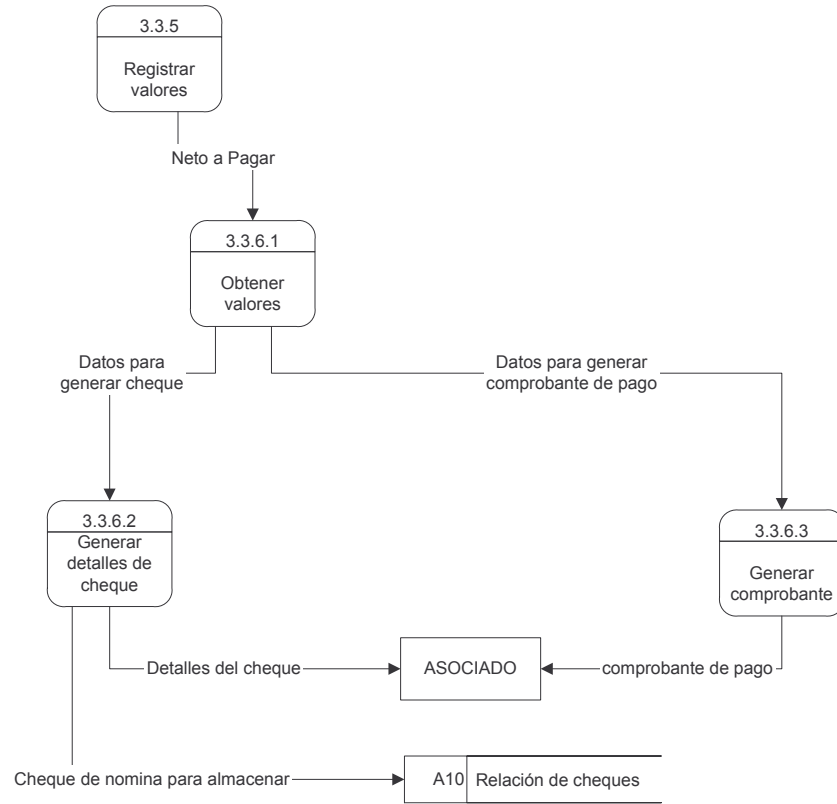 3.3.5
Registrar
valores
Neto a Pagar
3.3.6.1
Obtener
valores
Datos para
generar cheque
Datos para generar
comprobante de pago
3.3.6.2
Generar
detalles de
cheque
3.3.6.3
Generar
comprobante
Detalles del cheque
ASOCIADO
comprobante de pago
Cheque de nomina para almacenar
A10 Relación de cheques